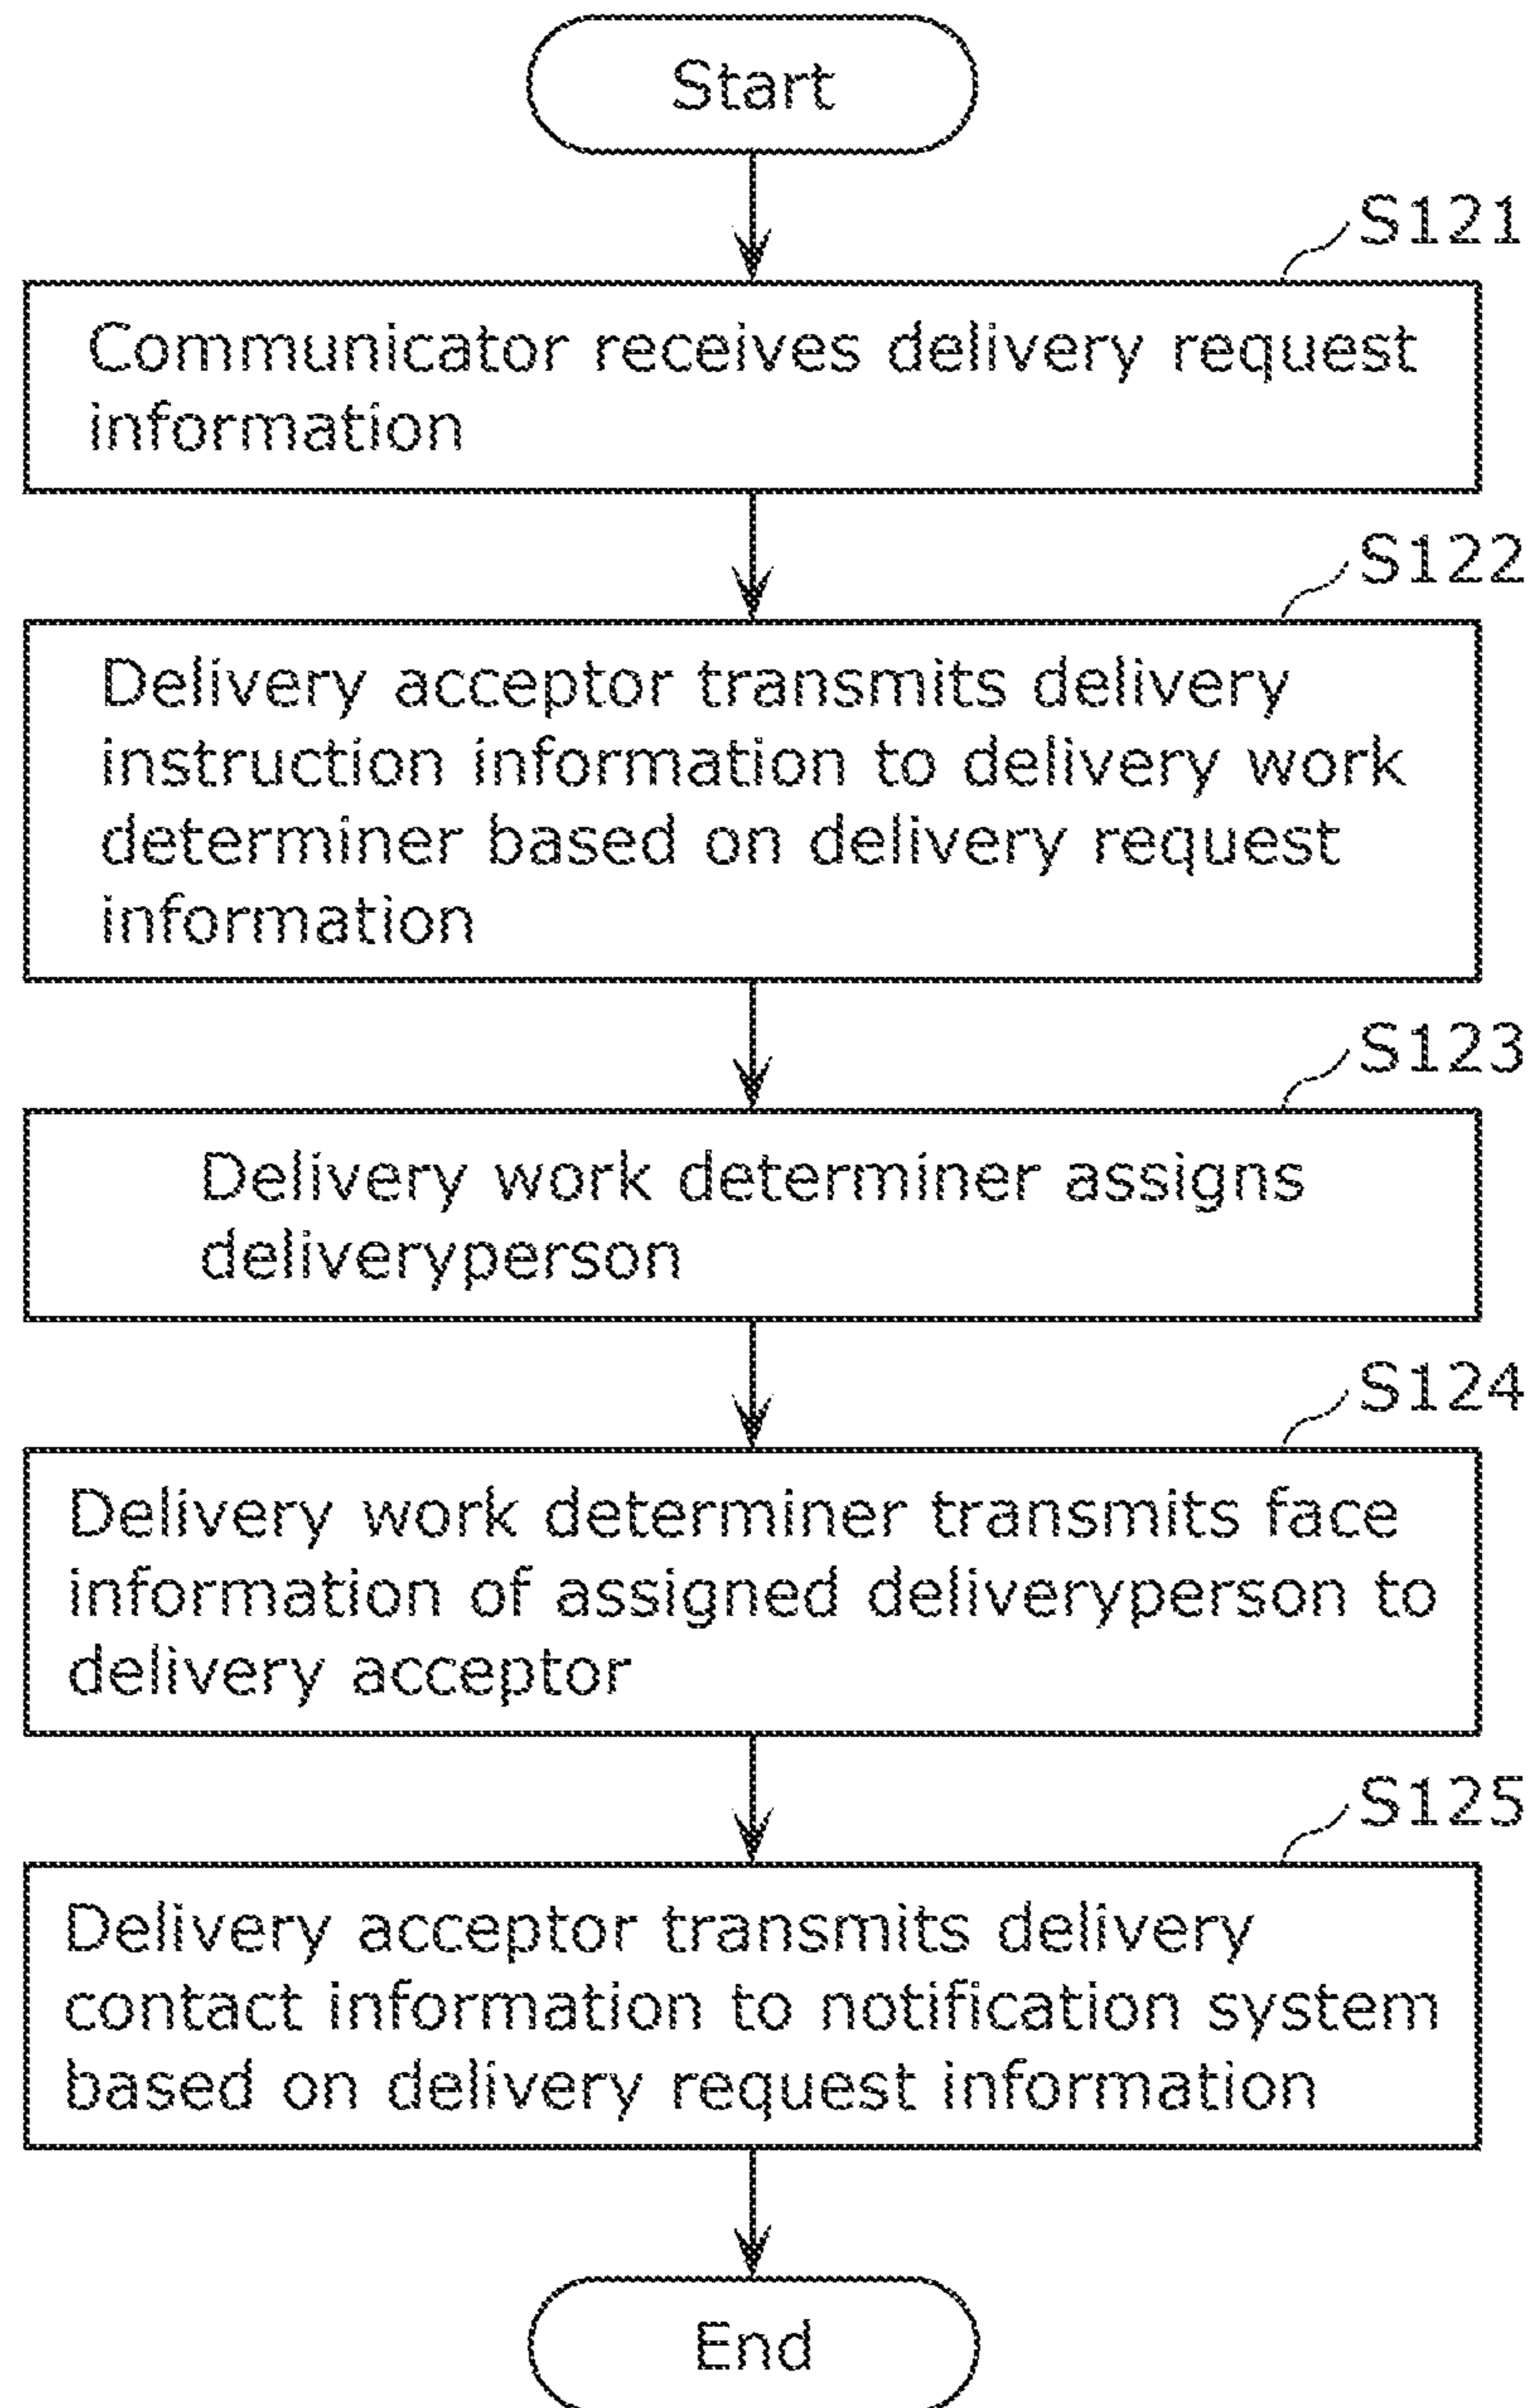 Start
S121
Communicator receives delivery request
information
S122
Delivery acceptor transmits delivery
instruction information to delivery work
determiner based on delivery request
information
S123
Delivery work determiner assigns
deliveryperson
S124
Delivery work determiner transmits face
information of assigned deliveryperson to
delivery acceptor
S125
Delivery acceptor transmits delivery
contact information to notification system
based on delivery request information
End